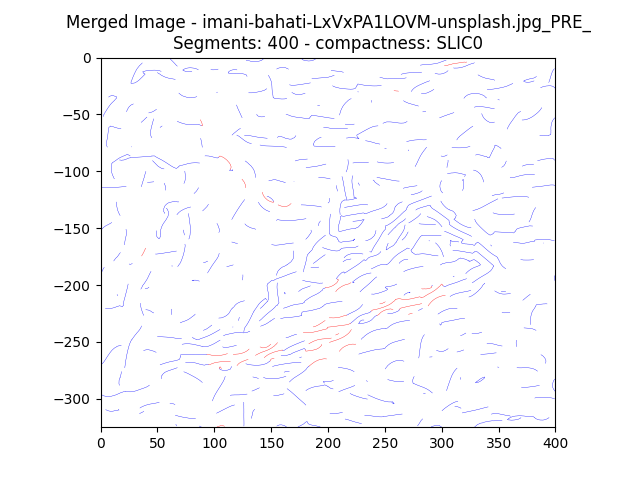 Merged Image - imani-bahati-LxVxPA1LOVM-unsplash.jpg_PRE_
Segments: 400 - compactness: SLIC0
0
−50
−100
−150
−200
−250
−300
0 50 100 150 200 250 300 350 400